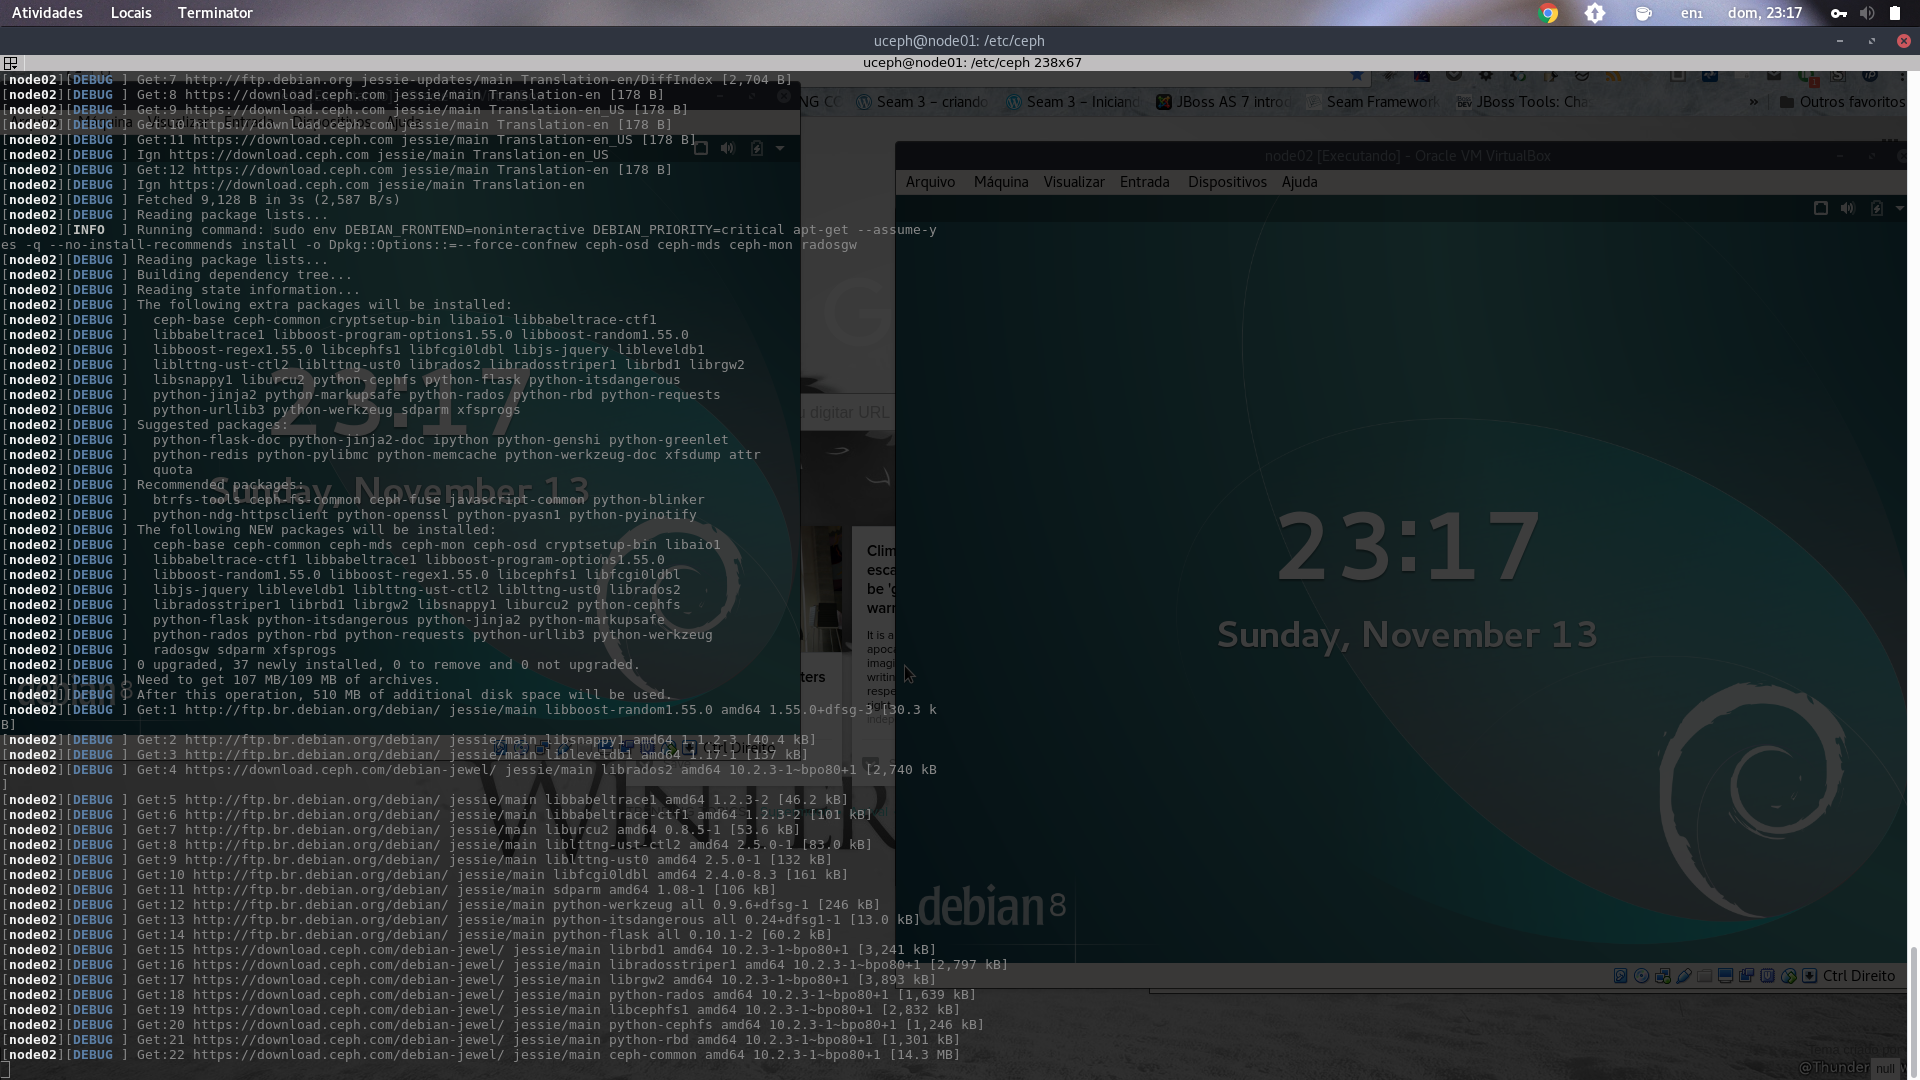 Atividades Locais Terminator en₁ dom, 23:17
uceph@node01: /etc/ceph
uceph@node01: /etc/ceph 238x67
[node02][DEBUG ] Get:7 http://ftp.debian.org jessie-updates/main Translation-en/DiffIndex [2,704 B]
[node02][DEBUG ] Get:8 https://download.ceph.com jessie/main Translation-en [178 B]
[node02][DEBUG ] Get:9 https://download.ceph.com jessie/main Translation-en_US [178 B]
[node02][DEBUG ] Get:10 https://download.ceph.com jessie/main Translation-en [178 B]
[node02][DEBUG ] Get:11 https://download.ceph.com jessie/main Translation-en_US [178 B]
[node02][DEBUG ] Ign https://download.ceph.com jessie/main Translation-en_US
[node02][DEBUG ] Get:12 https://download.ceph.com jessie/main Translation-en [178 B]
[node02][DEBUG ] Ign https://download.ceph.com jessie/main Translation-en
[node02][DEBUG ] Fetched 9,128 B in 3s (2,587 B/s)
[node02][DEBUG ] Reading package lists...
[node02][INFO  ] Running command: sudo env DEBIAN_FRONTEND=noninteractive DEBIAN_PRIORITY=critical apt-get --assume-y
es -q --no-install-recommends install -o Dpkg::Options::=--force-confnew ceph-osd ceph-mds ceph-mon radosgw
[node02][DEBUG ] Reading package lists...
[node02][DEBUG ] Building dependency tree...
[node02][DEBUG ] Reading state information...
[node02][DEBUG ] The following extra packages will be installed:
[node02][DEBUG ]   ceph-base ceph-common cryptsetup-bin libaio1 libbabeltrace-ctf1
[node02][DEBUG ]   libbabeltrace1 libboost-program-options1.55.0 libboost-random1.55.0
[node02][DEBUG ]   libboost-regex1.55.0 libcephfs1 libfcgi0ldbl libjs-jquery libleveldb1
[node02][DEBUG ]   liblttng-ust-ctl2 liblttng-ust0 librados2 libradosstriper1 librbd1 librgw2
[node02][DEBUG ]   libsnappy1 liburcu2 python-cephfs python-flask python-itsdangerous
[node02][DEBUG ]   python-jinja2 python-markupsafe python-rados python-rbd python-requests
[node02][DEBUG ]   python-urllib3 python-werkzeug sdparm xfsprogs
[node02][DEBUG ] Suggested packages:
[node02][DEBUG ]   python-flask-doc python-jinja2-doc ipython python-genshi python-greenlet
[node02][DEBUG ]   python-redis python-pylibmc python-memcache python-werkzeug-doc xfsdump attr
[node02][DEBUG ]   quota
[node02][DEBUG ] Recommended packages:
[node02][DEBUG ]   btrfs-tools ceph-fs-common ceph-fuse javascript-common python-blinker
[node02][DEBUG ]   python-ndg-httpsclient python-openssl python-pyasn1 python-pyinotify
[node02][DEBUG ] The following NEW packages will be installed:
[node02][DEBUG ]   ceph-base ceph-common ceph-mds ceph-mon ceph-osd cryptsetup-bin libaio1
[node02][DEBUG ]   libbabeltrace-ctf1 libbabeltrace1 libboost-program-options1.55.0
[node02][DEBUG ]   libboost-random1.55.0 libboost-regex1.55.0 libcephfs1 libfcgi0ldbl
[node02][DEBUG ]   libjs-jquery libleveldb1 liblttng-ust-ctl2 liblttng-ust0 librados2
[node02][DEBUG ]   libradosstriper1 librbd1 librgw2 libsnappy1 liburcu2 python-cephfs
[node02][DEBUG ]   python-flask python-itsdangerous python-jinja2 python-markupsafe
[node02][DEBUG ]   python-rados python-rbd python-requests python-urllib3 python-werkzeug
[node02][DEBUG ]   radosgw sdparm xfsprogs
[node02][DEBUG ] 0 upgraded, 37 newly installed, 0 to remove and 0 not upgraded.
[node02][DEBUG ] Need to get 107 MB/109 MB of archives.
[node02][DEBUG ] After this operation, 510 MB of additional disk space will be used.
[node02][DEBUG ] Get:1 http://ftp.br.debian.org/debian/ jessie/main libboost-random1.55.0 amd64 1.55.0+dfsg-3 [30.3 k
B]
[node02][DEBUG ] Get:2 http://ftp.br.debian.org/debian/ jessie/main libsnappy1 amd64 1.1.2-3 [40.4 kB]
[node02][DEBUG ] Get:3 http://ftp.br.debian.org/debian/ jessie/main libleveldb1 amd64 1.17-1 [137 kB]
[node02][DEBUG ] Get:4 https://download.ceph.com/debian-jewel/ jessie/main librados2 amd64 10.2.3-1~bpo80+1 [2,740 kB
]
[node02][DEBUG ] Get:5 http://ftp.br.debian.org/debian/ jessie/main libbabeltrace1 amd64 1.2.3-2 [46.2 kB]
[node02][DEBUG ] Get:6 http://ftp.br.debian.org/debian/ jessie/main libbabeltrace-ctf1 amd64 1.2.3-2 [101 kB]
[node02][DEBUG ] Get:7 http://ftp.br.debian.org/debian/ jessie/main liburcu2 amd64 0.8.5-1 [53.6 kB]
[node02][DEBUG ] Get:8 http://ftp.br.debian.org/debian/ jessie/main liblttng-ust-ctl2 amd64 2.5.0-1 [83.0 kB]
[node02][DEBUG ] Get:9 http://ftp.br.debian.org/debian/ jessie/main liblttng-ust0 amd64 2.5.0-1 [132 kB]
[node02][DEBUG ] Get:10 http://ftp.br.debian.org/debian/ jessie/main libfcgi0ldbl amd64 2.4.0-8.3 [161 kB]
[node02][DEBUG ] Get:11 http://ftp.br.debian.org/debian/ jessie/main sdparm amd64 1.08-1 [106 kB]
[node02][DEBUG ] Get:12 http://ftp.br.debian.org/debian/ jessie/main python-werkzeug all 0.9.6+dfsg-1 [246 kB]
[node02][DEBUG ] Get:13 http://ftp.br.debian.org/debian/ jessie/main python-itsdangerous all 0.24+dfsg1-1 [13.0 kB]
[node02][DEBUG ] Get:14 http://ftp.br.debian.org/debian/ jessie/main python-flask all 0.10.1-2 [60.2 kB]
[node02][DEBUG ] Get:15 https://download.ceph.com/debian-jewel/ jessie/main librbd1 amd64 10.2.3-1~bpo80+1 [3,241 kB]
[node02][DEBUG ] Get:16 https://download.ceph.com/debian-jewel/ jessie/main libradosstriper1 amd64 10.2.3-1~bpo80+1 [2,797 kB]
[node02][DEBUG ] Get:17 https://download.ceph.com/debian-jewel/ jessie/main librgw2 amd64 10.2.3-1~bpo80+1 [3,893 kB]
[node02][DEBUG ] Get:18 https://download.ceph.com/debian-jewel/ jessie/main python-rados amd64 10.2.3-1~bpo80+1 [1,639 kB]
[node02][DEBUG ] Get:19 https://download.ceph.com/debian-jewel/ jessie/main libcephfs1 amd64 10.2.3-1~bpo80+1 [2,832 kB]
[node02][DEBUG ] Get:20 https://download.ceph.com/debian-jewel/ jessie/main python-cephfs amd64 10.2.3-1~bpo80+1 [1,246 kB]
[node02][DEBUG ] Get:21 https://download.ceph.com/debian-jewel/ jessie/main python-rbd amd64 10.2.3-1~bpo80+1 [1,301 kB]
[node02][DEBUG ] Get:22 https://download.ceph.com/debian-jewel/ jessie/main ceph-common amd64 10.2.3-1~bpo80+1 [14.3 MB]
Seam 3 – criando Seam 3 – Iniciand JBoss AS 7 introd Seam Framework JBoss Tools: Cha » Outros favoritos
node02 [Executando] - Oracle VM VirtualBox
Arquivo Máquina Visualizar Entrada Dispositivos Ajuda
23:17
Sunday, November 13
debian 8
Ctrl Direito
Máquina Visualizar Entrada Dispositivos Ajuda
23:17
Sunday, November 13
debian 8
Ctrl Direito
digitar URL
WINTER
@Thunder null